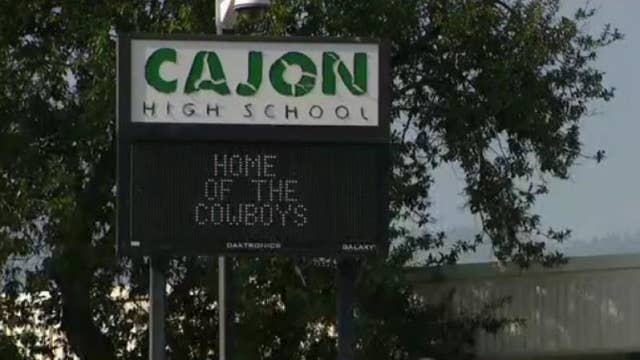 CAJON
HIGH SCHOOL
HOME
OF THE
COWBOYS
DAKTRONICS GALAXY